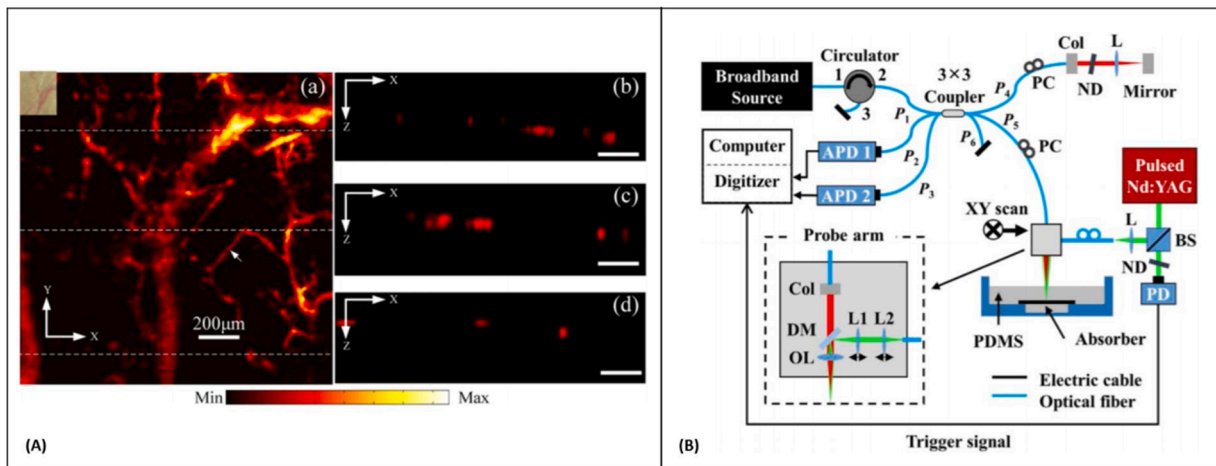 (a)
Y
X
200μm
Min
Max
X
Z
(b)
X
Z
(c)
X
Z
(d)
(A)
Broadband
Source
Circulator
1
2
3
3×3
Coupler
P1
P2
P3
P4
P5
P6
PC
Col
L
ND
Mirror
PC
Computer
Digitizer
APD 1
APD 2
Pulsed
Nd:YAG
XY scan
L
BS
ND
PD
Probe arm
Col
DM
L1 L2
OL
PDMS
Absorber
Electric cable
Optical fiber
Trigger signal
(B)